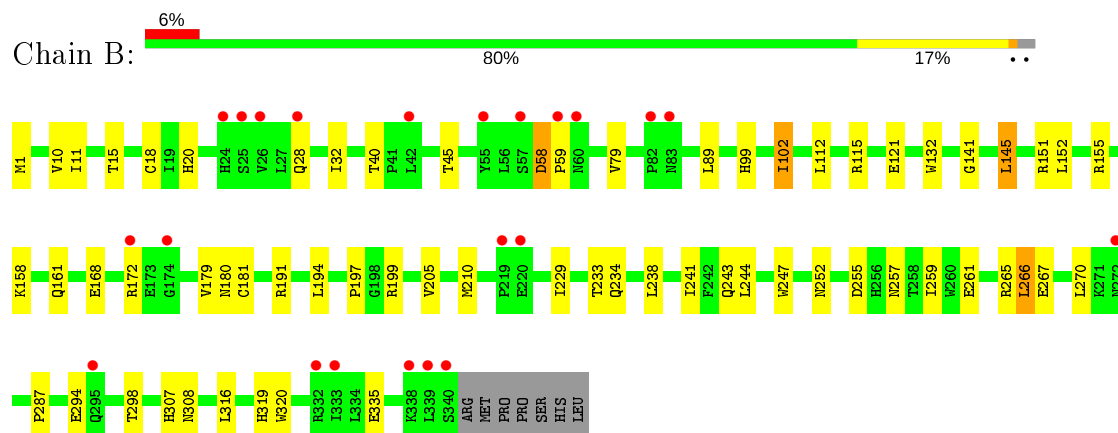 6%
Chain B:
80% 17% • •
M1 V10 I11 T15 C18 I19 H20 H24 S25 V26 L27 Q28 I32 T40 P41 L42 T45 Y55 L56 S57 D58 P59 N60 V79 P82 N83 L89 H99 I102 L112 R115 E121 W132 G141 L145 R151 L152 R155
K158 Q161 E168 R172 E173 G174 V179 N180 C181 R191 L194 P197 G198 R199 V205 M210 P219 E220 I229 T233 Q234 L238 I241 F242 Q243 L244 W247 N252 D255 H256 N257 T258 I259 W260 E261 R265 L266 E267 L270 K271 N272
P287 E294 Q295 T298 H307 N308 L316 H319 W320 R332 I333 L334 E335 K338 L339 S340 ARG MET PRO PRO SER HIS LEU